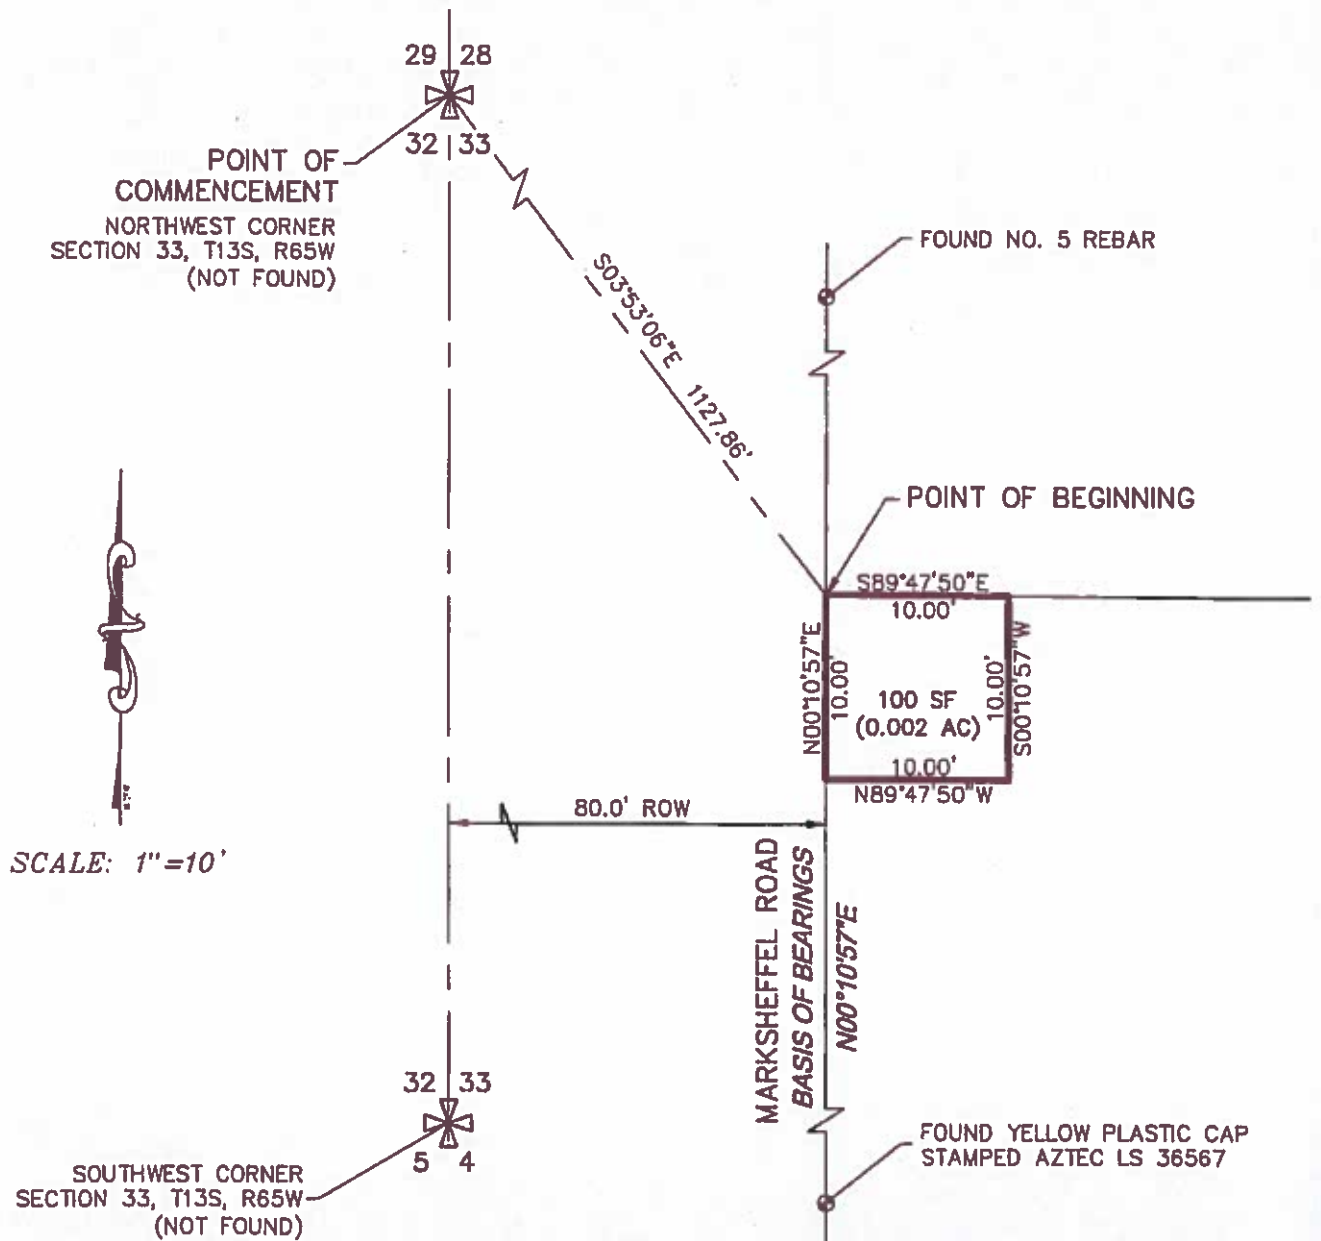 29 28
32 33
POINT OF
COMMENCEMENT
NORTHWEST CORNER
SECTION 33, T13S, R65W
(NOT FOUND)
FOUND NO. 5 REBAR
S03°53'06"E 1127.86'
POINT OF BEGINNING
S89°47'50"E
10.00'
N00°10'57"E
10.00'
100 SF
(0.002 AC)
10.00'
S00°10'57"W
10.00'
N89°47'50"W
80.0' ROW
SCALE: 1"=10'
MARKSHEFFEL ROAD
BASIS OF BEARINGS
N00°10'57"E
32 33
5 4
SOUTHWEST CORNER
SECTION 33, T13S, R65W
(NOT FOUND)
FOUND YELLOW PLASTIC CAP
STAMPED AZTEC LS 36567